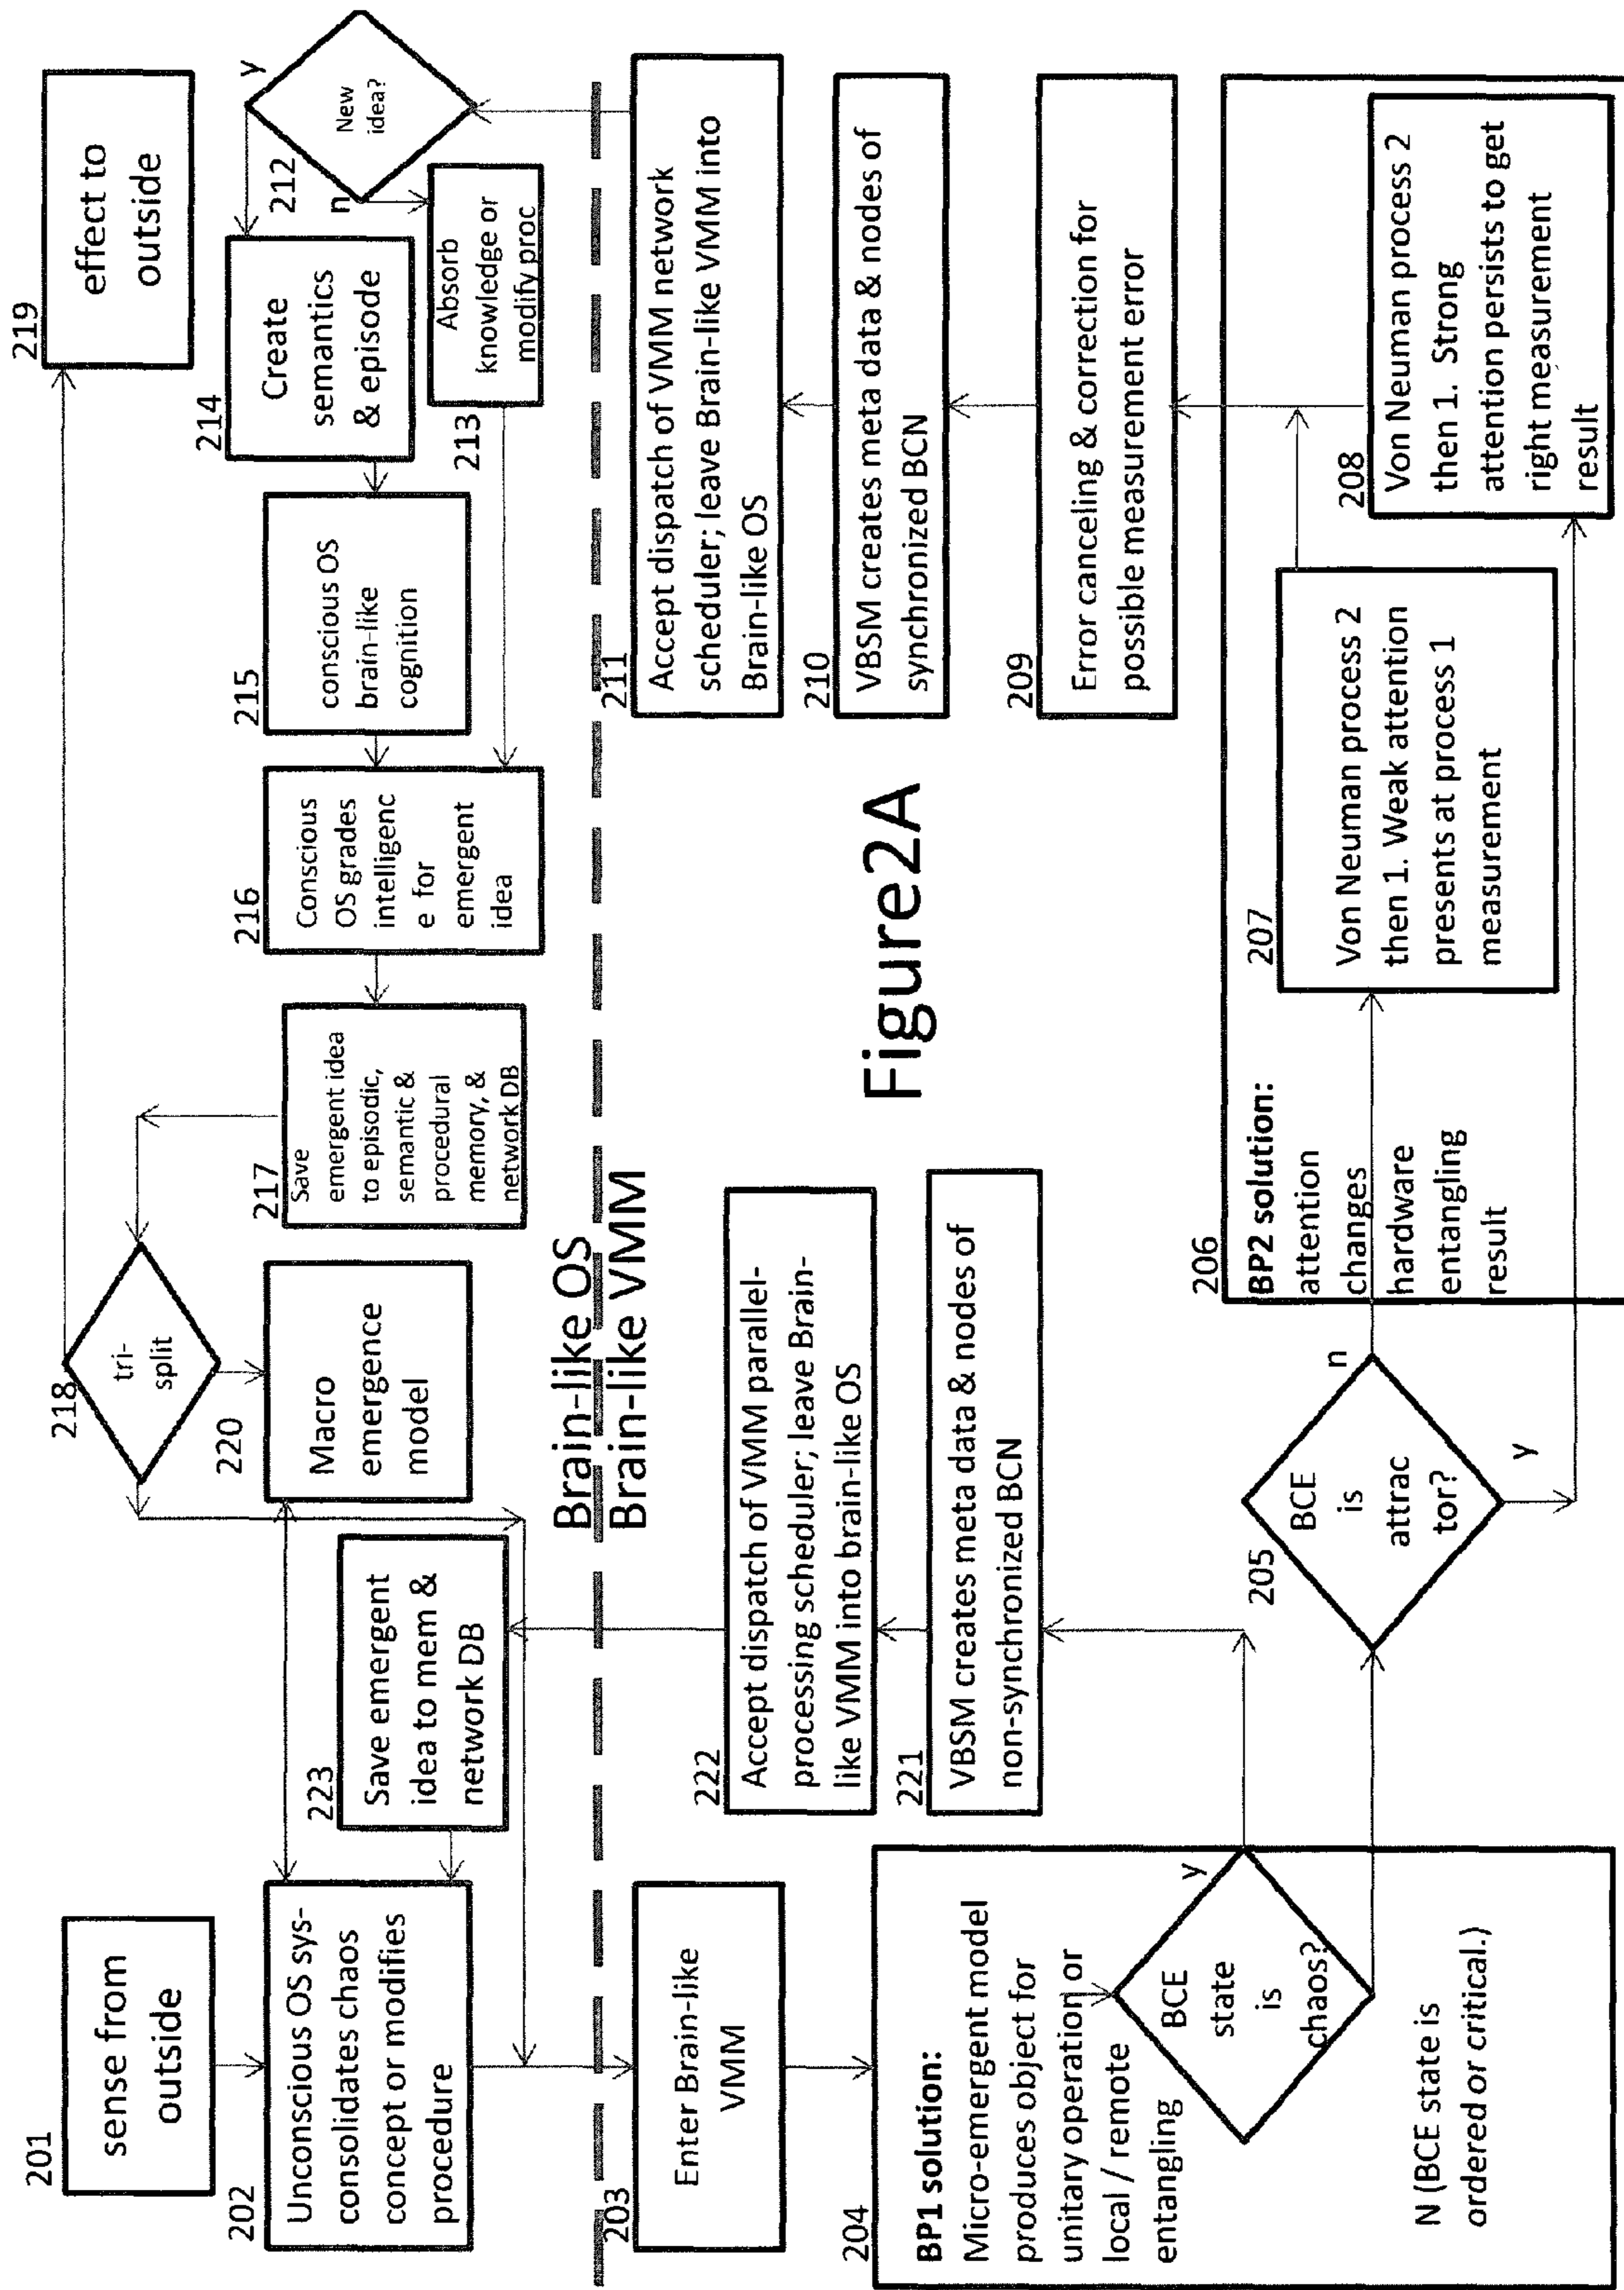 201
sense from
outside
202
Unconscious OS sys-
consolidates chaos
concept or modifies
procedure
203
Enter Brain-like
VMM
204
BP1 solution:
Micro-emergent model
produces object for
unitary operation or
local / remote
entangling
BCE
state
is
chaos?
y
N (BCE state is
ordered or critical.)
205
BCE
is
attrac
tor?
n
y
206
BP2 solution:
attention
changes
hardware
entangling
result
207
Von Neuman process 2
then 1. Weak attention
presents at process 1
measurement
208
Von Neuman process 2
then 1. Strong
attention persists to get
right measurement
result
209
Error canceling & correction for
possible measurement error
210
VBSM creates meta data & nodes of
synchronized BCN
211
Accept dispatch of VMM network
scheduler; leave Brain-like VMM into
Brain-like OS
212
New
idea?
y
n
Absorb
knowledge or
modify proc
213
214
Create
semantics
& episode
215
conscious OS
brain-like
cognition
216
Conscious
OS grades
intelligenc
e for
emergent
idea
217
Save
emergent idea
to episodic,
semantic &
procedural
memory, &
network DB
218
tri-
split
219
effect to
outside
220
Macro
emergence
model
221
VBSM creates meta data & nodes of
non-synchronized BCN
222
Accept dispatch of VMM parallel-
processing scheduler; leave Brain-
like VMM into brain-like OS
223
Save emergent
idea to mem &
network DB
Brain-like OS
Brain-like VMM
Figure2A